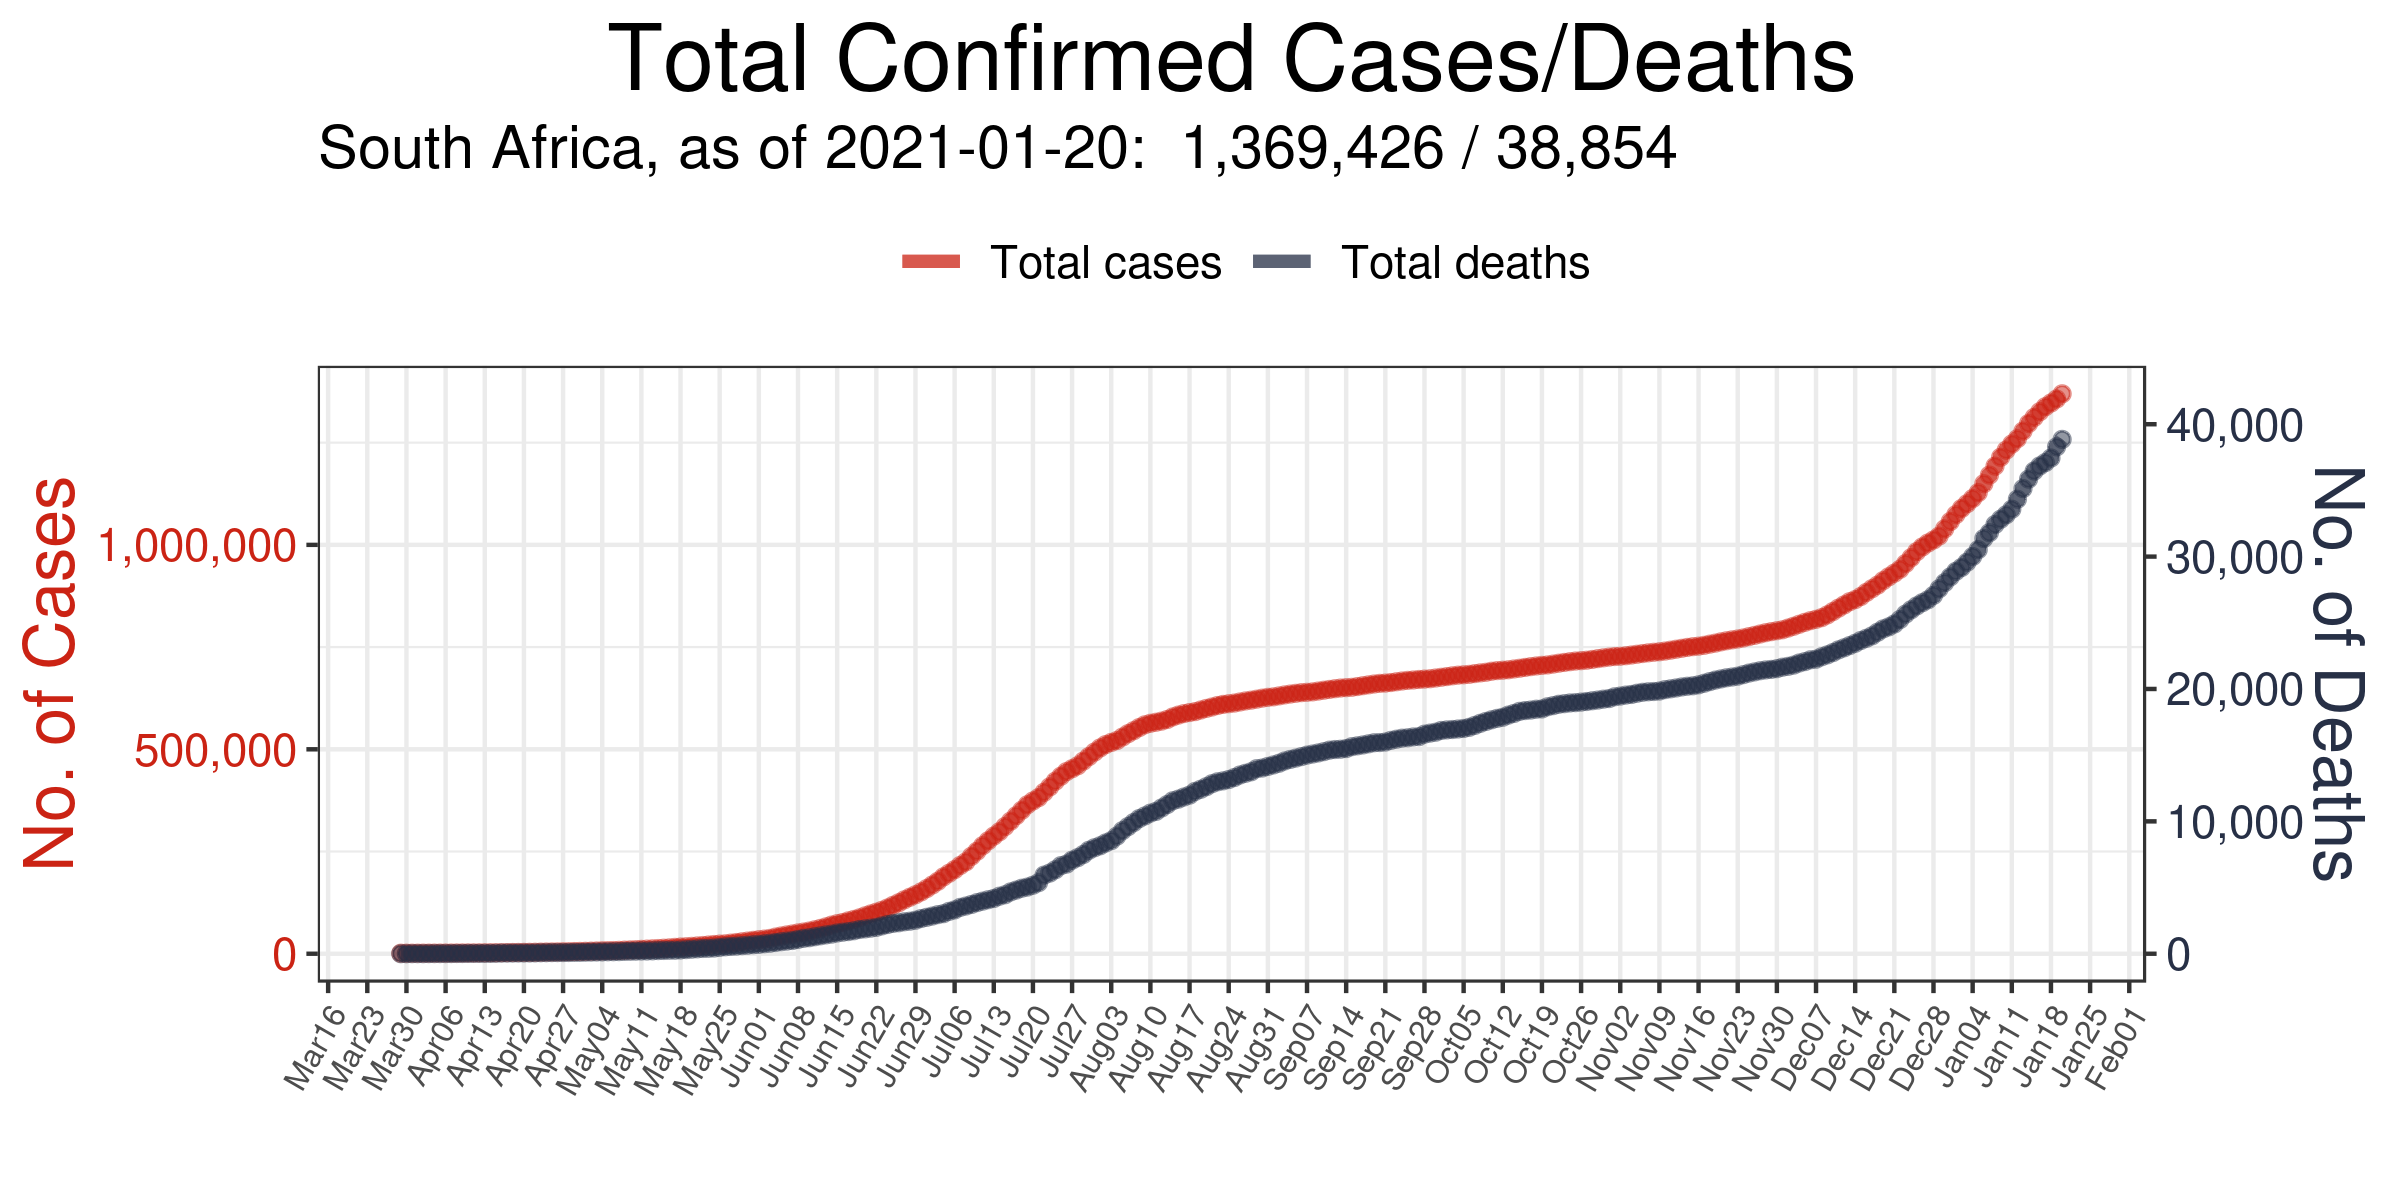 Total Confirmed Cases/Deaths
South Africa, as of 2021-01-20:  1,369,426 / 38,854
Total cases
Total deaths
No. of Cases
1,000,000
500,000
0
40,000
30,000
20,000
10,000
0
No. of Deaths
Mar16
Mar23
Mar30
Apr06
Apr13
Apr20
Apr27
May04
May11
May18
May25
Jun01
Jun08
Jun15
Jun22
Jun29
Jul06
Jul13
Jul20
Jul27
Aug03
Aug10
Aug17
Aug24
Aug31
Sep07
Sep14
Sep21
Sep28
Oct05
Oct12
Oct19
Oct26
Nov02
Nov09
Nov16
Nov23
Nov30
Dec07
Dec14
Dec21
Dec28
Jan04
Jan11
Jan18
Jan25
Feb01